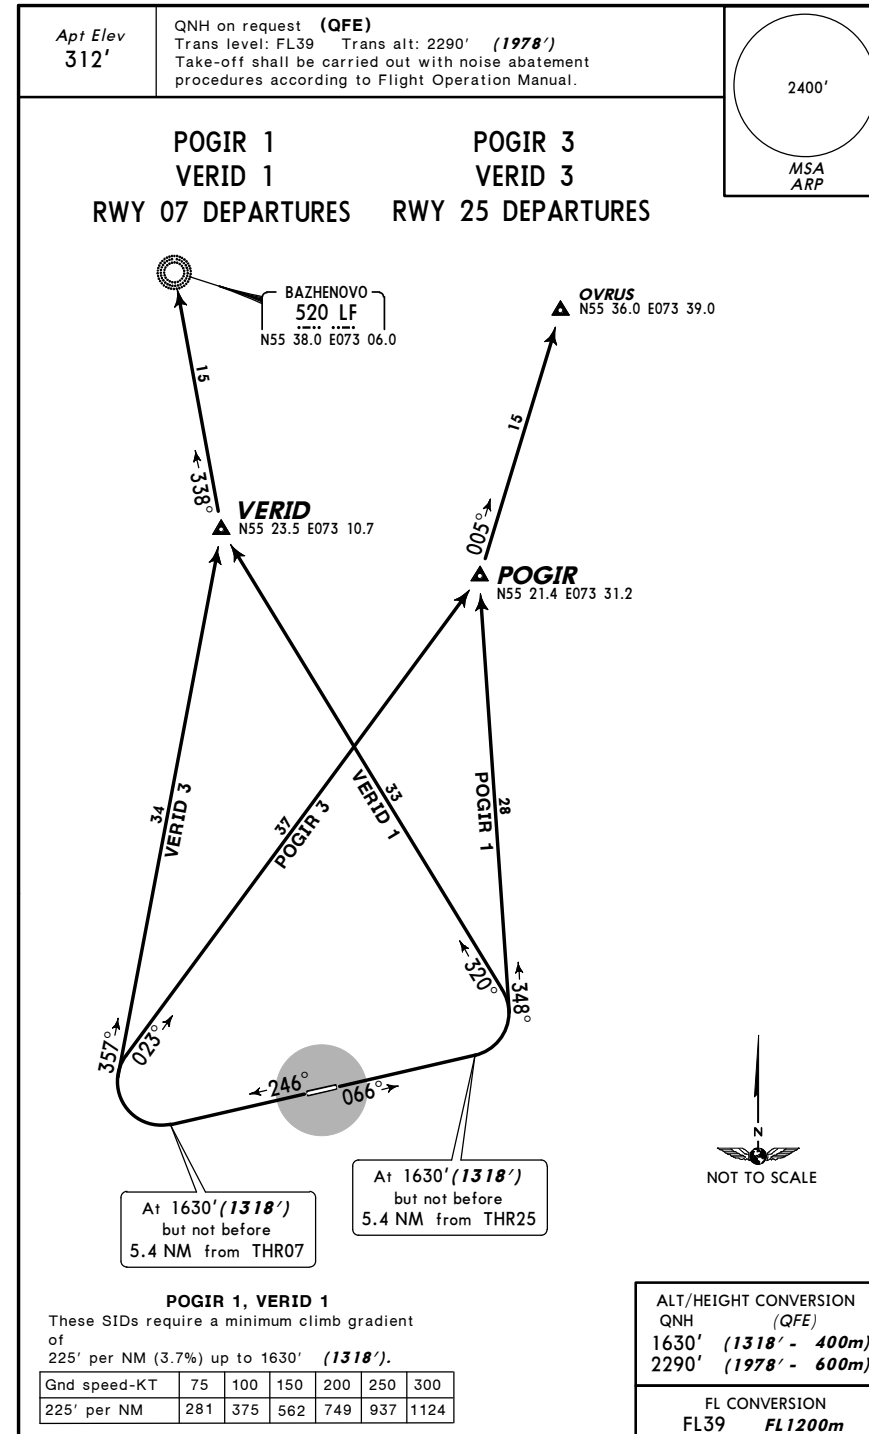 Apt Elev
312'
QNH on request (QFE)
Trans level: FL39 Trans alt: 2290' (1978')
Take-off shall be carried out with noise abatement
procedures according to Flight Operation Manual.
2400'
MSA
ARP
POGIR 1
VERID 1
RWY 07 DEPARTURES
POGIR 3
VERID 3
RWY 25 DEPARTURES
BAZHENOVO
520 LF
N55 38.0 E073 06.0
OVRUS
N55 36.0 E073 39.0
15
15
338°
005°
VERID
N55 23.5 E073 10.7
POGIR
N55 21.4 E073 31.2
34
VERID 3
37
POGIR 3
33
VERID 1
28
POGIR 1
357°
023°
320°
348°
246°
066°
At 1630' (1318')
but not before
5.4 NM from THR07
At 1630' (1318')
but not before
5.4 NM from THR25
N
NOT TO SCALE
POGIR 1, VERID 1
These SIDs require a minimum climb gradient
of
225' per NM (3.7%) up to 1630' (1318').
Gnd speed-KT 75 100 150 200 250 300
225' per NM 281 375 562 749 937 1124
ALT/HEIGHT CONVERSION
QNH (QFE)
1630' (1318' - 400m)
2290' (1978' - 600m)
FL CONVERSION
FL39 FL1200m